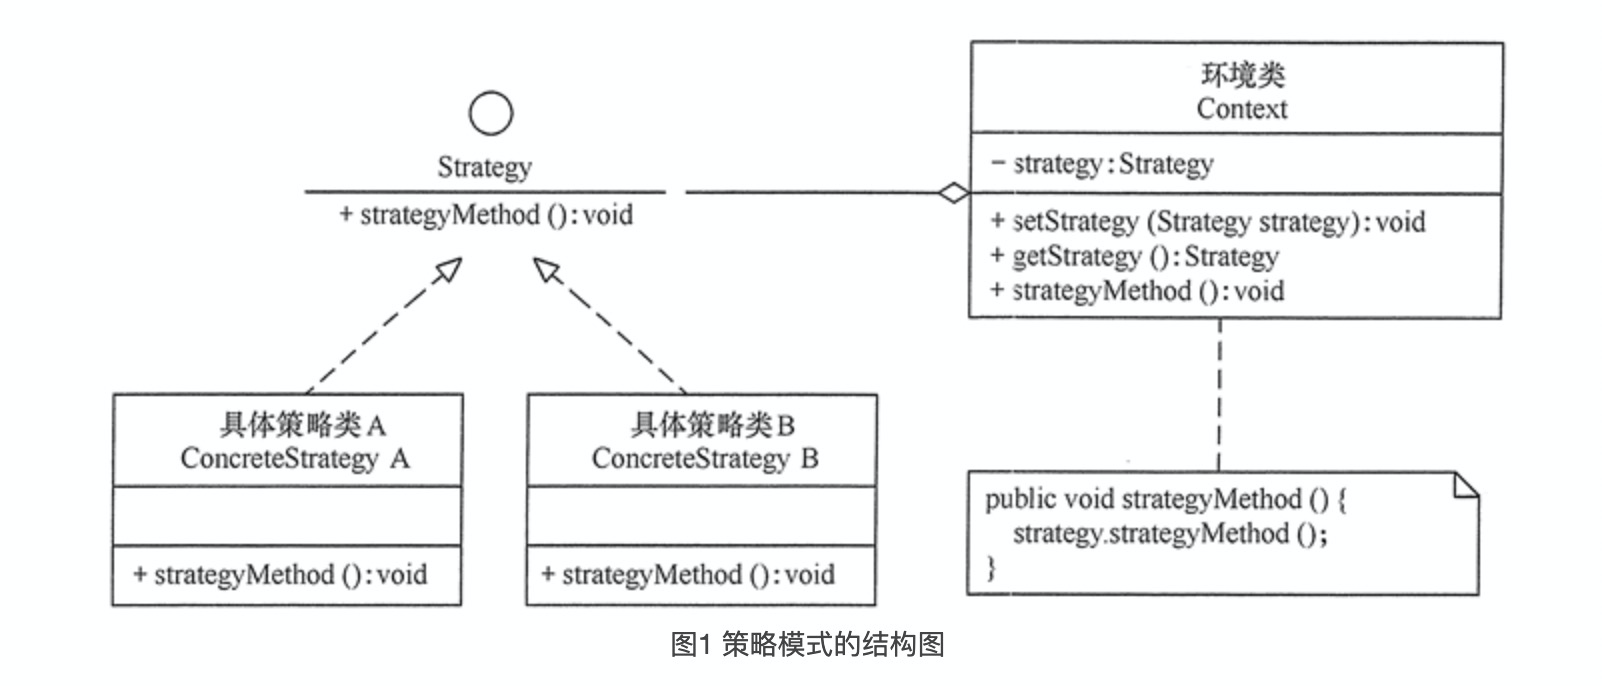 Strategy
+ strategyMethod ():void
环境类
Context
− strategy:Strategy
+ setStrategy (Strategy strategy):void
+ getStrategy ():Strategy
+ strategyMethod ():void
具体策略类A
ConcreteStrategy A
+ strategyMethod ():void
具体策略类B
ConcreteStrategy B
+ strategyMethod ():void
public void strategyMethod () {
strategy.strategyMethod ();
}
图1 策略模式的结构图